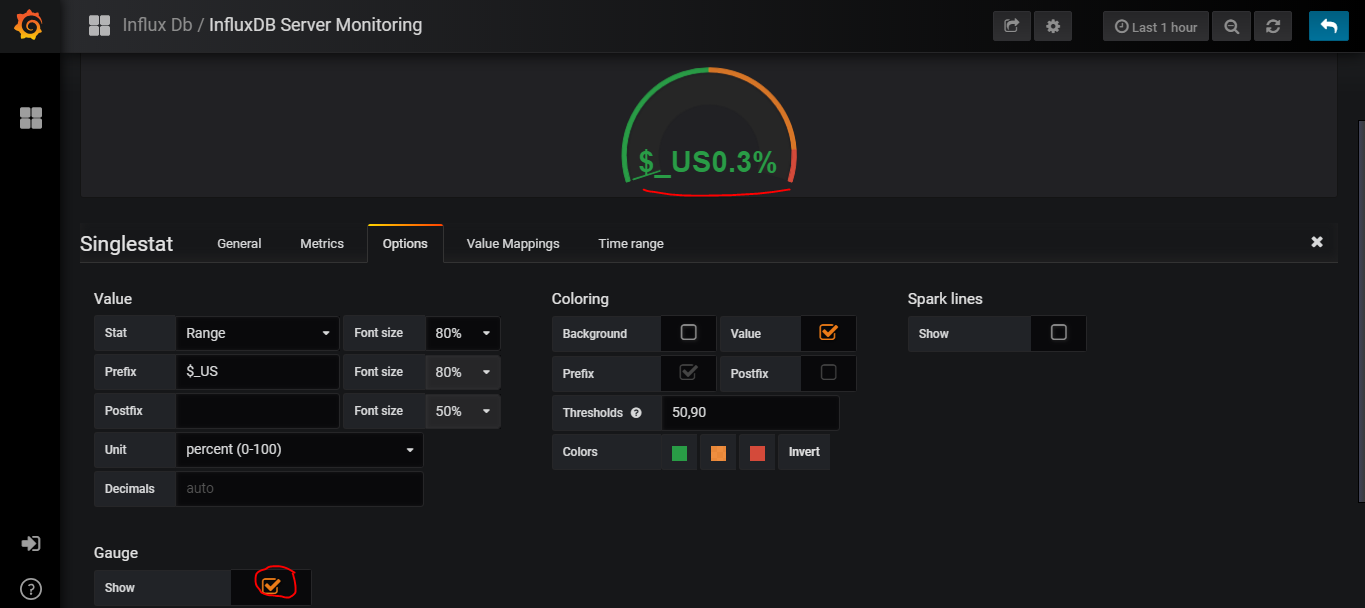 Influx Db / InfluxDB Server Monitoring
Last 1 hour
$_US0.3%
Singlestat
General
Metrics
Options
Value Mappings
Time range
Value
Stat
Range
Font size
80%
Prefix
$_US
Font size
80%
Postfix
Font size
50%
Unit
percent (0-100)
Decimals
auto
Coloring
Background
Value
Prefix
Postfix
Thresholds ?
50,90
Colors
Invert
Spark lines
Show
Gauge
Show
?